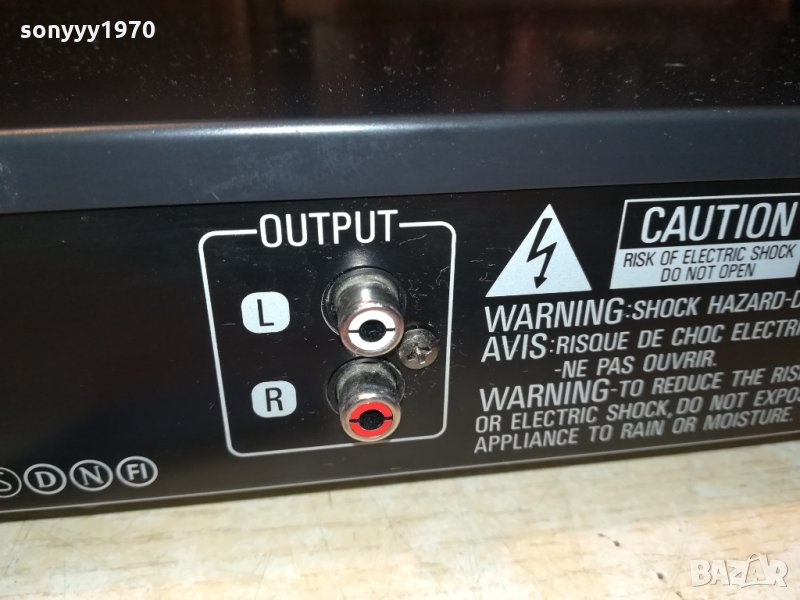 sonyyy1970
OUTPUT
L
R
CAUTION
RISK OF ELECTRIC SHOCK
DO NOT OPEN
WARNING:SHOCK HAZARD-D
AVIS:RISQUE DE CHOC ELECTRI
-NE PAS OUVRIR.
WARNING-TO REDUCE THE RIS
OR ELECTRIC SHOCK, DO NOT EXPOS
APPLIANCE TO RAIN OR MOISTURE.
S D N FI
BAZAR